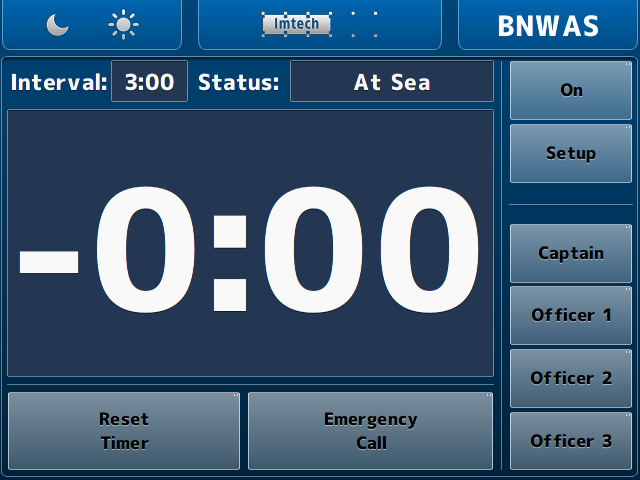 Imtech
BNWAS
Interval: 3:00 Status: At Sea
On
Setup
-0:00
Captain
Officer 1
Officer 2
Officer 3
Reset
Timer
Emergency
Call